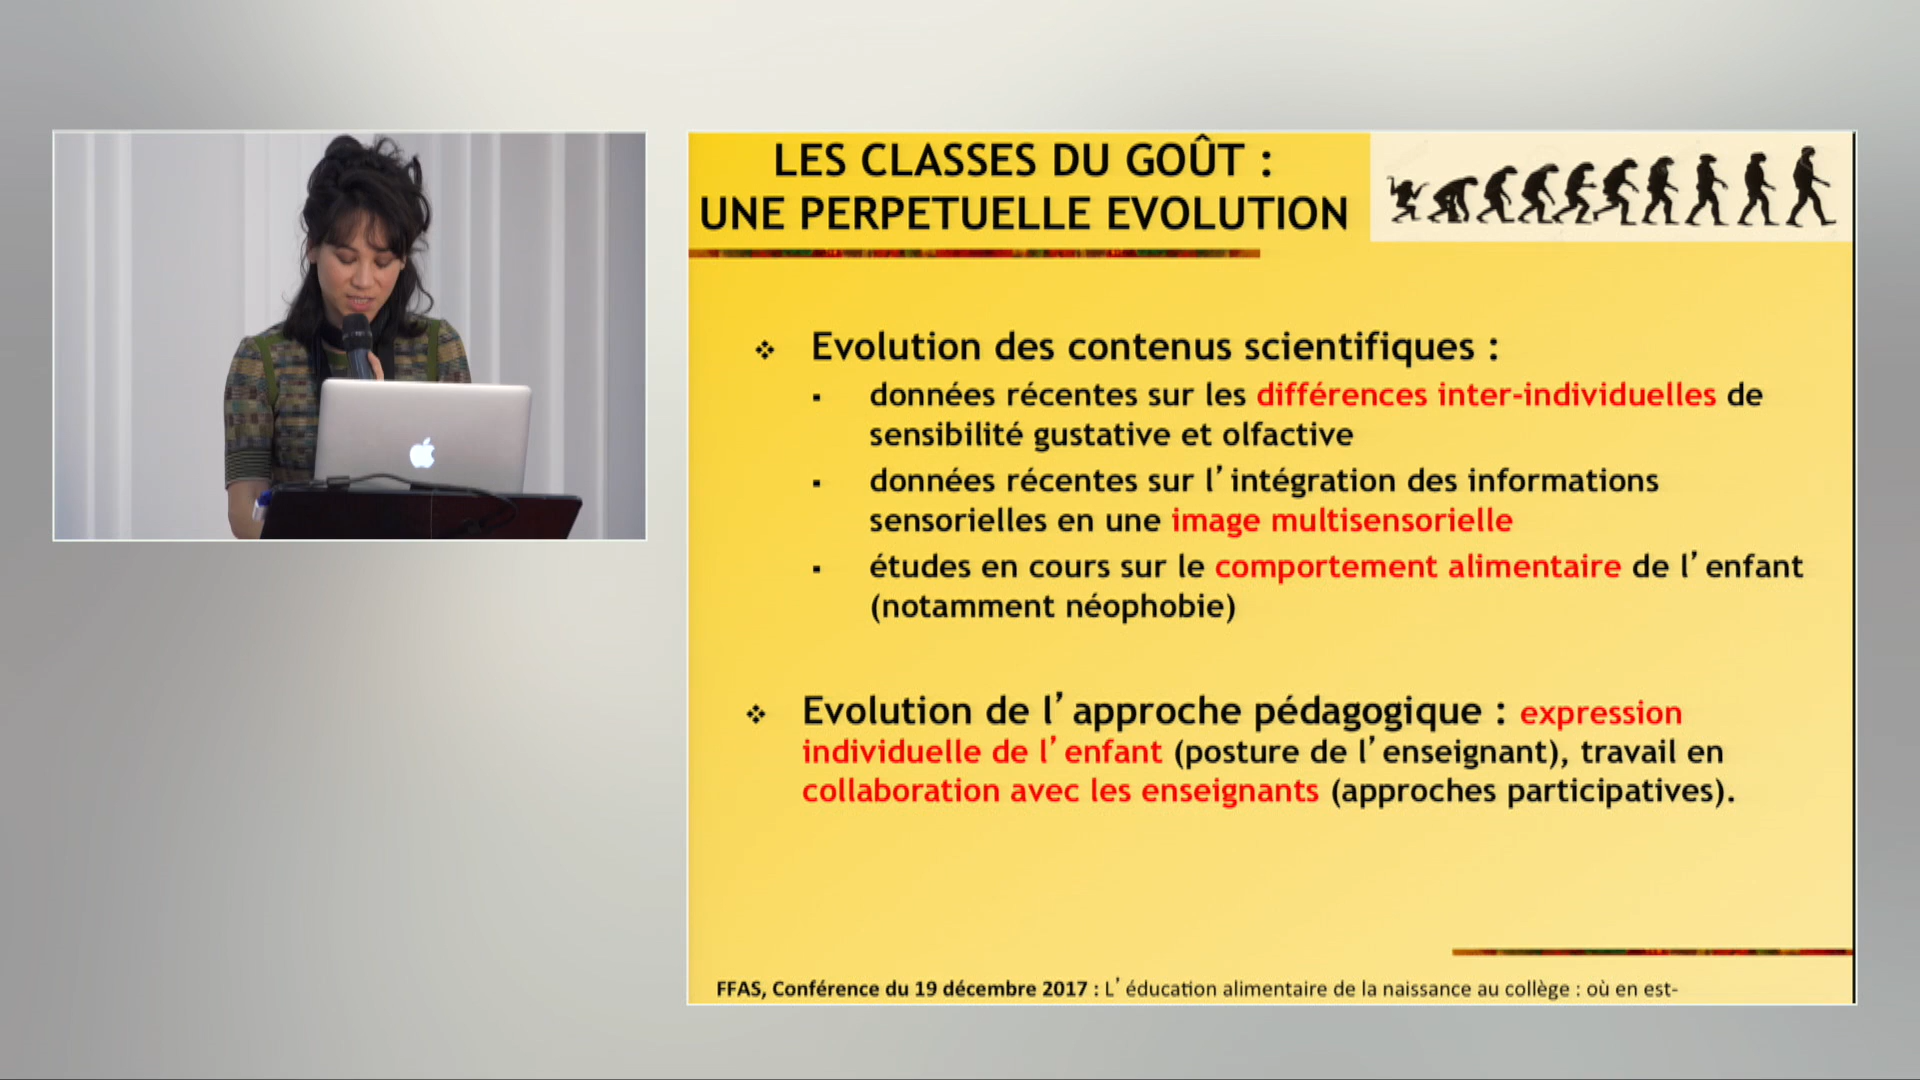 LES CLASSES DU GOÛT :
UNE PERPETUELLE EVOLUTION
❖ Evolution des contenus scientifiques :
▪ données récentes sur les différences inter-individuelles de
sensibilité gustative et olfactive
▪ données récentes sur l’intégration des informations
sensorielles en une image multisensorielle
▪ études en cours sur le comportement alimentaire de l’enfant
(notamment néophobie)
❖ Evolution de l’approche pédagogique : expression
individuelle de l’enfant (posture de l’enseignant), travail en
collaboration avec les enseignants (approches participatives).
FFAS, Conférence du 19 décembre 2017 : L’éducation alimentaire de la naissance au collège : où en est-